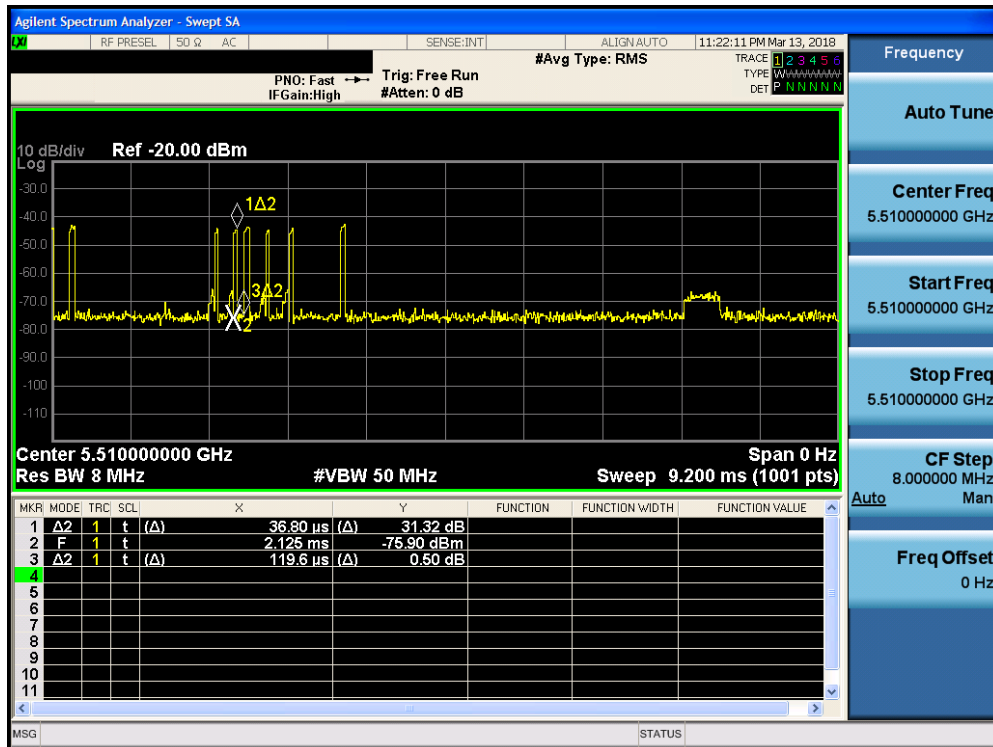 Agilent Spectrum Analyzer - Swept SA
LXI RF PRESEL 50 Ω AC SENSE:INT ALIGN AUTO 11:22:11 PM Mar 13, 2018
#Avg Type: RMS
TRACE 1 2 3 4 5 6
TYPE W
DET P N N N N N
PNO: Fast Trig: Free Run
IFGain:High #Atten: 0 dB
10 dB/div Ref -20.00 dBm
Log
-30.0
-40.0
-50.0
-60.0
-70.0
-80.0
-90.0
-100
-110
1Δ2
3Δ2
2
Center 5.510000000 GHz Span 0 Hz
Res BW 8 MHz #VBW 50 MHz Sweep 9.200 ms (1001 pts)
MKR MODE TRC SCL X Y FUNCTION FUNCTION WIDTH FUNCTION VALUE
1 Δ2 1 t (Δ) 36.80 µs (Δ) 31.32 dB
2 F 1 t 2.125 ms -75.90 dBm
3 Δ2 1 t (Δ) 119.6 µs (Δ) 0.50 dB
4
5
6
7
8
9
10
11
MSG STATUS
Frequency
Auto Tune
Center Freq
5.510000000 GHz
Start Freq
5.510000000 GHz
Stop Freq
5.510000000 GHz
CF Step
8.000000 MHz
Auto Man
Freq Offset
0 Hz